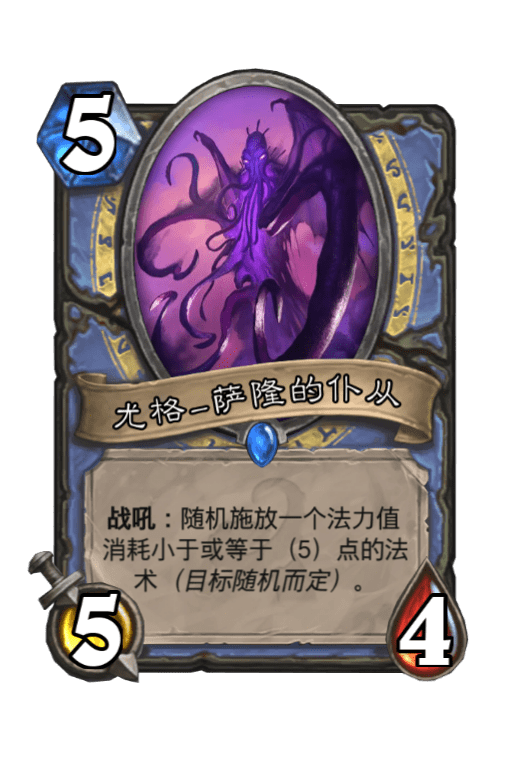 5
尤格-萨隆的仆从
战吼：随机施放一个法力值
消耗小于或等于（5）点的法
术（目标随机而定）。
5
4